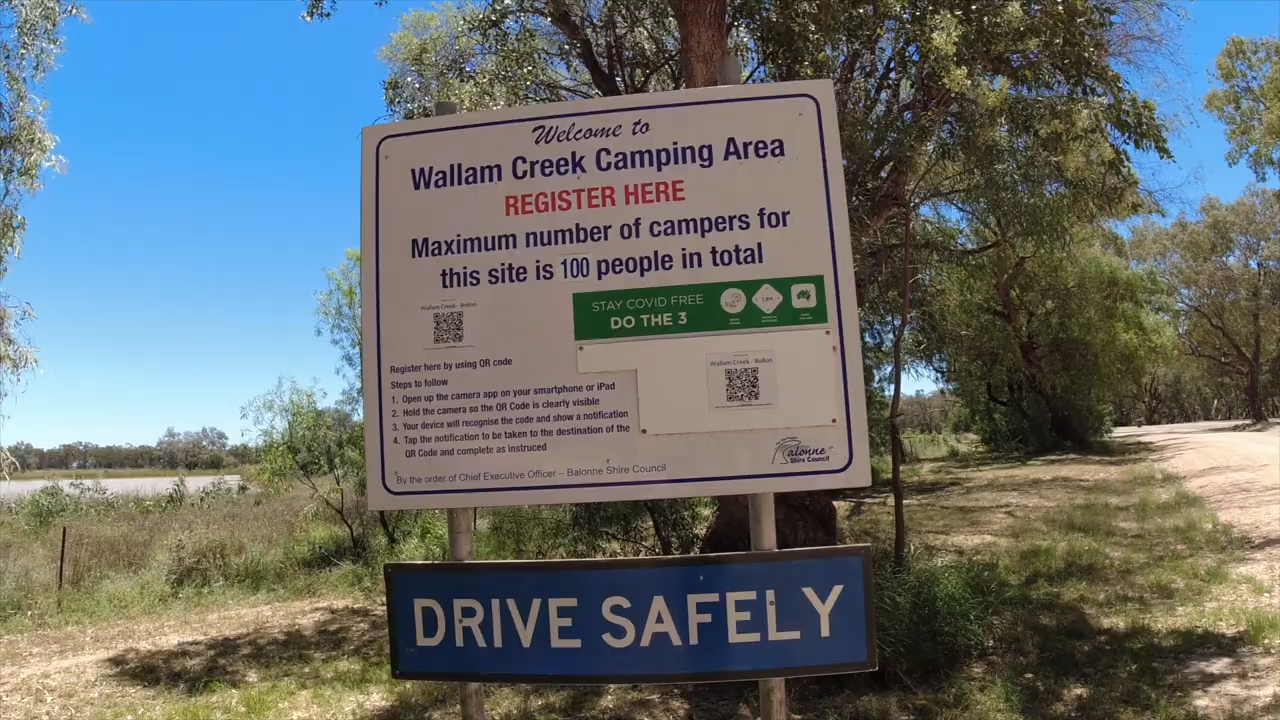 Welcome to
Wallam Creek Camping Area
REGISTER HERE
Maximum number of campers for
this site is 100 people in total
Wallam Creek - Bollon
STAY COVID FREE
DO THE 3
1.5M
Wallam Creek - Bollon
Register here by using QR code
Steps to follow
1. Open up the camera app on your smartphone or iPad
2. Hold the camera so the QR Code is clearly visible
3. Your device will recognise the code and show a notification
4. Tap the notification to be taken to the destination of the
QR Code and complete as instruced
Balonne
Shire Council
By the order of Chief Executive Officer – Balonne Shire Council
DRIVE SAFELY